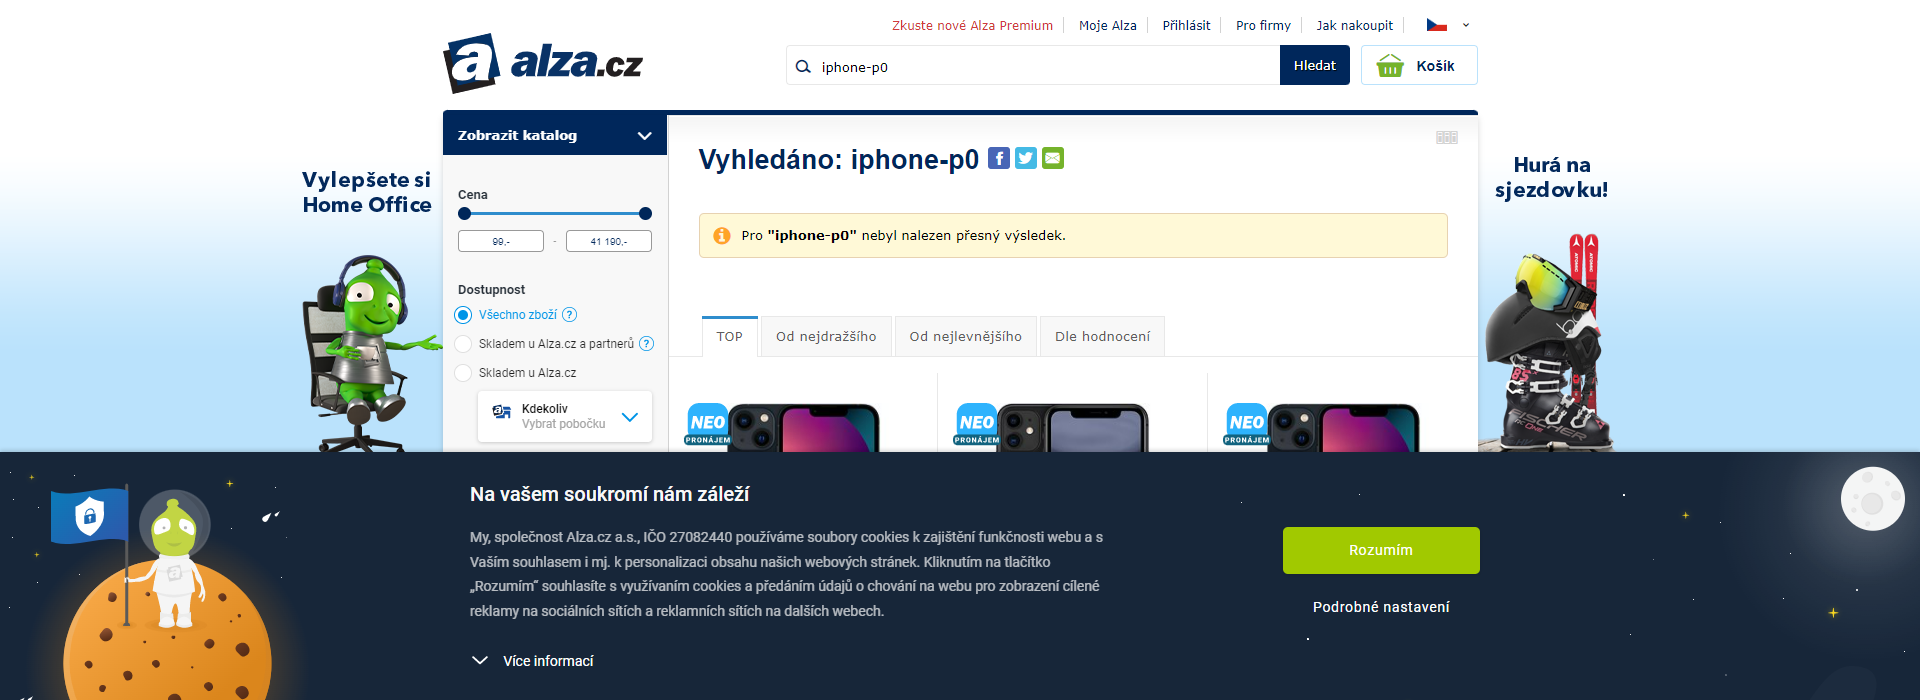 Zkuste nové Alza Premium
Moje Alza
Přihlásit
Pro firmy
Jak nakoupit
alza.cz
iphone-p0
Hledat
Košík
Zobrazit katalog
Vyhledáno: iphone-p0
Vylepšete si
Home Office
Hurá na
sjezdovku!
Cena
99,-
-
41 190,-
Pro "iphone-p0" nebyl nalezen přesný výsledek.
Dostupnost
Všechno zboží ?
Skladem u Alza.cz a partnerů ?
Skladem u Alza.cz
Kdekoliv
Vybrat pobočku
TOP
Od nejdražšího
Od nejlevnějšího
Dle hodnocení
NEO
PRONÁJEM
NEO
PRONÁJEM
NEO
PRONÁJEM
ATOMIC
FISCHER
Na vašem soukromí nám záleží
My, společnost Alza.cz a.s., IČO 27082440 používáme soubory cookies k zajištění funkčnosti webu a s
Vaším souhlasem i mj. k personalizaci obsahu našich webových stránek. Kliknutím na tlačítko
„Rozumím“ souhlasíte s využívaním cookies a předáním údajů o chování na webu pro zobrazení cílené
reklamy na sociálních sítích a reklamních sítích na dalších webech.
Více informací
Rozumím
Podrobné nastavení